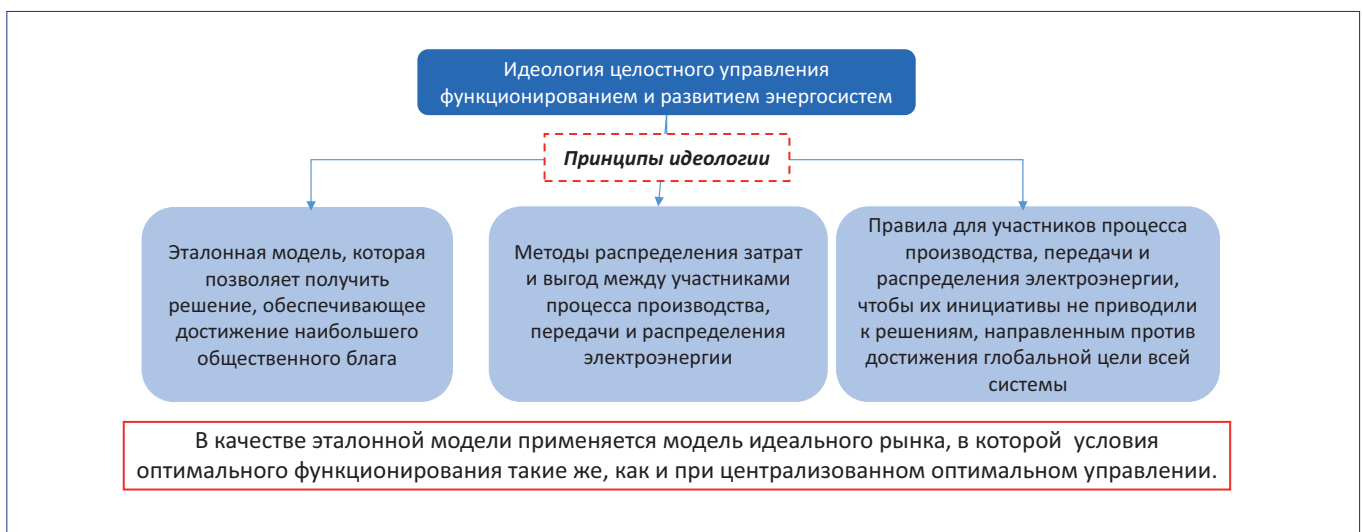 Идеология целостного управления
функционированием и развитием энергосистем
Принципы идеологии
Эталонная модель, которая
позволяет получить
решение, обеспечивающее
достижение наибольшего
общественного блага
Методы распределения затрат
и выгод между участниками
процесса производства,
передачи и распределения
электроэнергии
Правила для участников процесса
производства, передачи и
распределения электроэнергии,
чтобы их инициативы не приводили
к решениям, направленным против
достижения глобальной цели всей
системы
В качестве эталонной модели применяется модель идеального рынка, в которой условия
оптимального функционирования такие же, как и при централизованном оптимальном управлении.